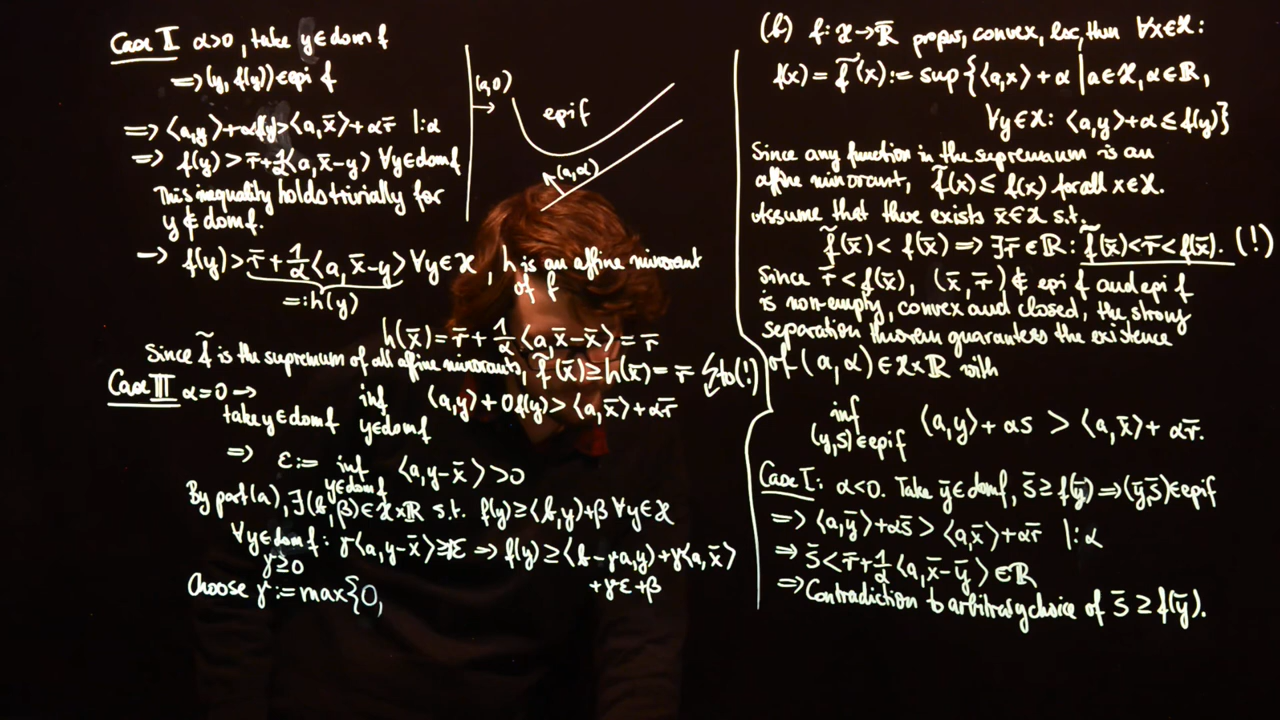 (b) f: X→R̅ proper, convex, lsc, then ∀x∈X:
f(x) = f̃(x) := sup{⟨a,x⟩ + α | a∈X, α∈R,
∀y∈X: ⟨a,y⟩+α ≤ f(y)}
Since any function in the supremaum is an
affine minorant, f̃(x) ≤ f(x) for all x∈X.
Assume that there exists x̄∈X s.t.
f̃(x̄) < f(x̄) ⇒ ∃r̄∈R: f̃(x̄)<r̄<f(x̄). (!)
Since r̄<f(x̄), (x̄,r̄) ∉ epi f and epi f
is non-empty, convex and closed, the strong
separation theorem guarantees the existence
of (a,α)∈X×R with
inf ⟨a,y⟩+αs > ⟨a,x̄⟩+αr̄.
(y,s)∈epi f
Case I: α<0. Take ȳ∈dom f, s̄≥f(ȳ) ⇒ (ȳ,s̄)∈epi f
⇒ ⟨a,ȳ⟩+αs̄ > ⟨a,x̄⟩+αr̄ |:α
⇒ s̄<r̄+1/α⟨a,x̄-ȳ⟩∈R
⇒ Contradiction to arbitrary choice of s̄ ≥ f(ȳ).
Case II α>0, take y∈dom f
⇒ (y, f(y))∈epi f
⇒ ⟨a,y⟩+αf(y)>⟨a,x̄⟩+αr̄ |:α
⇒ f(y)>r̄+1/α⟨a,x̄-y⟩ ∀y∈dom f
This inequality holds trivially for
y∉dom f.
→ f(y)>r̄+1/α⟨a,x̄-y⟩ ∀y∈X, h is an affine minorant
of f
=:h(y)
(a,0)
epi f
(a,α)
h(x̄)=r̄+1/α⟨a,x̄-x̄⟩=r̄
Since f̃ is the supremum of all affine minorants, f̃(x̄)≥h(x̄)=r̄ ↯ to (!)
Case III α=0 ⇒ inf ⟨a,y⟩+0f(y)>⟨a,x̄⟩+αr̄
take y∈dom f y∈dom f
⇒ ε:= inf ⟨a,y-x̄⟩>0
y∈dom f
By part (a), ∃(b,β)∈X×R s.t. f(y)≥⟨b,y⟩+β ∀y∈X
∀y∈dom f: γ⟨a,y-x̄⟩≥γε ⇒ f(y)≥⟨b-γa,y⟩+γ⟨a,x̄⟩
γ≥0 +γε+β
Choose γ:=max{0,